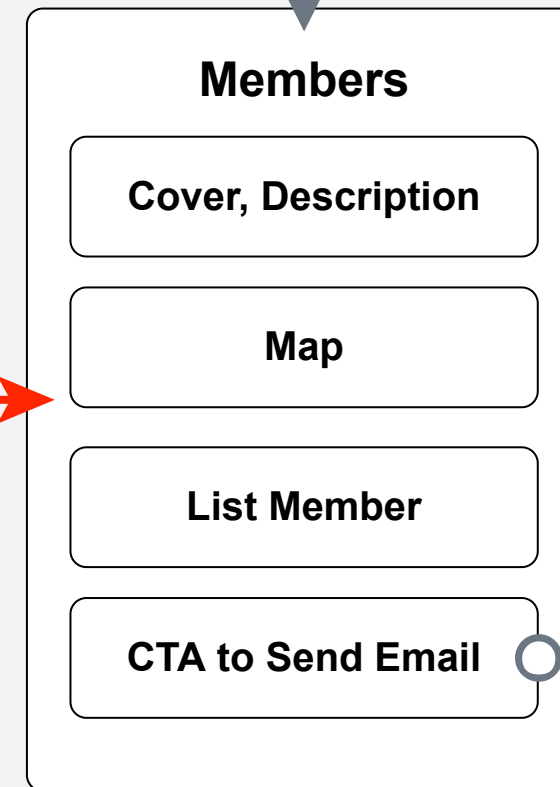 Members
Cover, Description
Map
List Member
CTA to Send Email